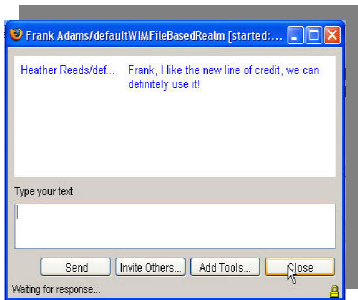 Frank Adams/defaultWIMFileBasedRealm [started:...
Heather Reeds/def... Frank, I like the new line of credit, we can
definitely use it!
Type your text
Send Invite Others... Add Tools... Close
Waiting for response...